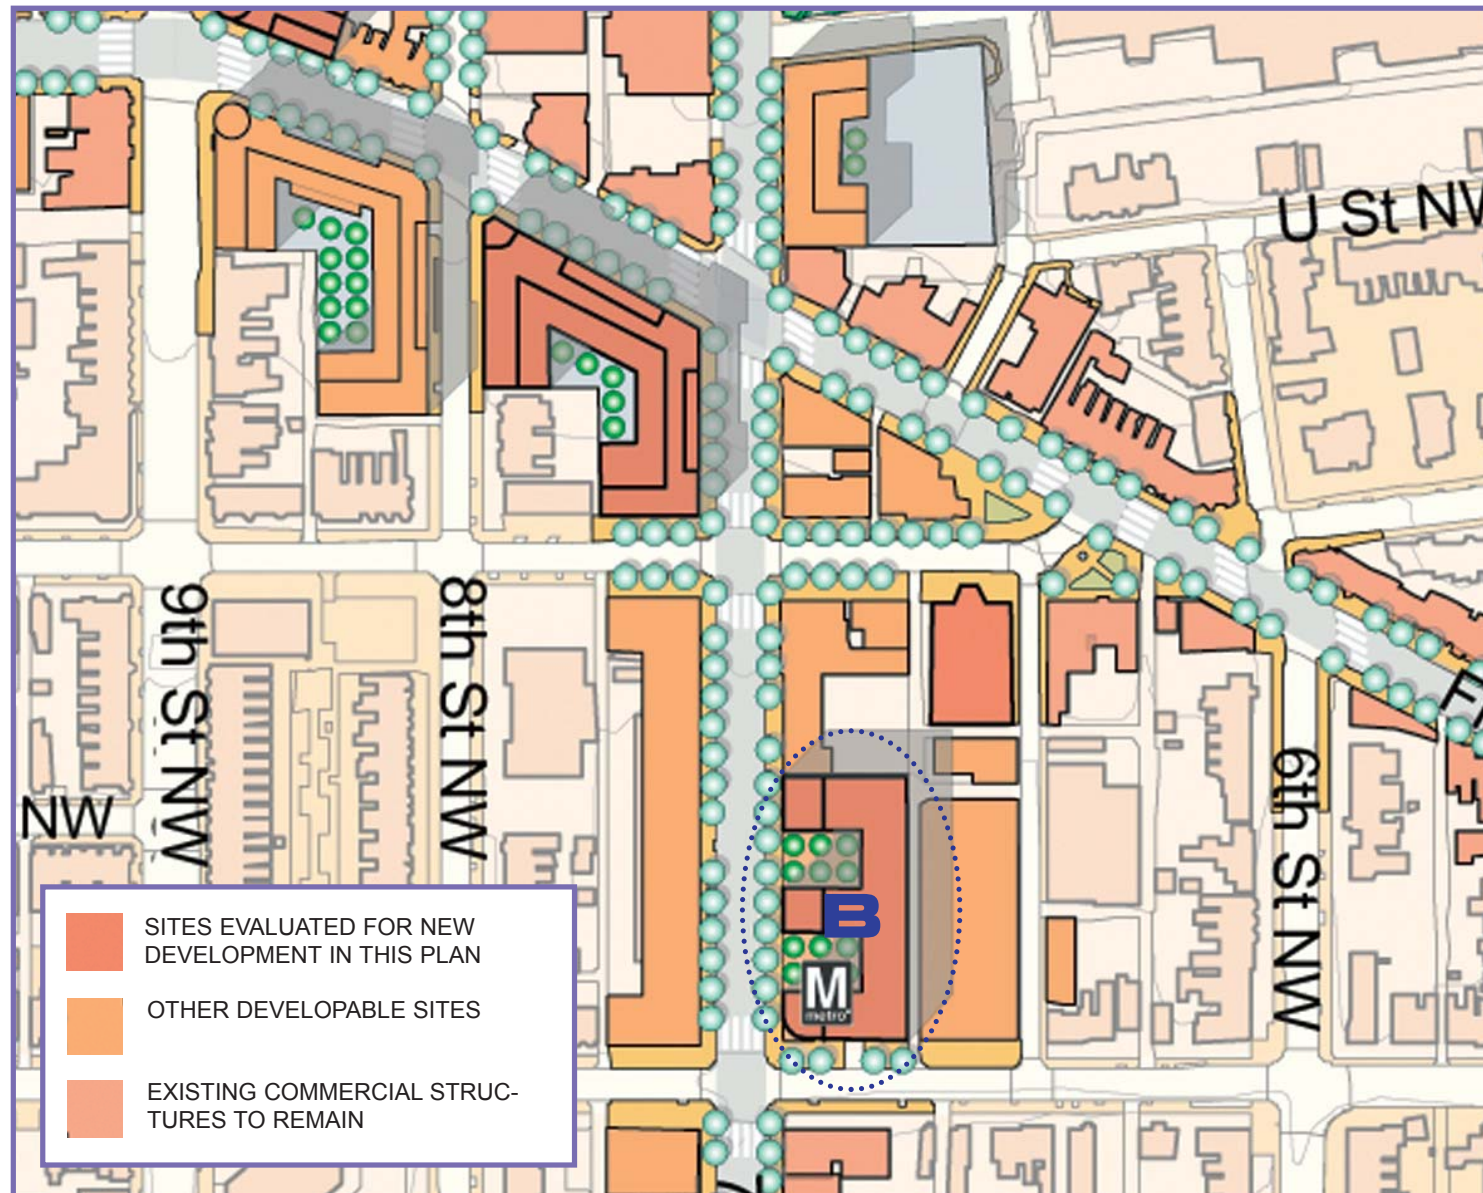 U St NW
9th St NW
8th St NW
6th St NW
NW
F
B
M
metro
SITES EVALUATED FOR NEW
DEVELOPMENT IN THIS PLAN
OTHER DEVELOPABLE SITES
EXISTING COMMERCIAL STRUC-
TURES TO REMAIN